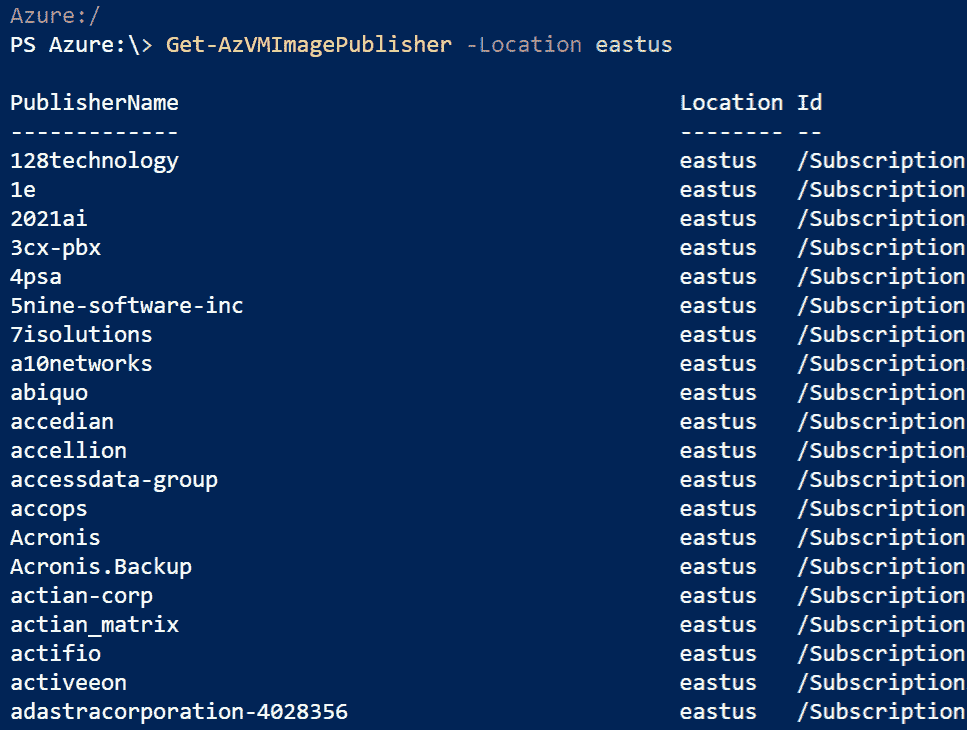 Azure:/
PS Azure:\> Get-AzVMImagePublisher -Location eastus
PublisherName Location Id
------------- -------- --
128technology eastus /Subscription
1e eastus /Subscription
2021ai eastus /Subscription
3cx-pbx eastus /Subscription
4psa eastus /Subscription
5nine-software-inc eastus /Subscription
7isolutions eastus /Subscription
a10networks eastus /Subscription
abiquo eastus /Subscription
accedian eastus /Subscription
accellion eastus /Subscription
accessdata-group eastus /Subscription
accops eastus /Subscription
Acronis eastus /Subscription
Acronis.Backup eastus /Subscription
actian-corp eastus /Subscription
actian_matrix eastus /Subscription
actifio eastus /Subscription
activeeon eastus /Subscription
adastracorporation-4028356 eastus /Subscription